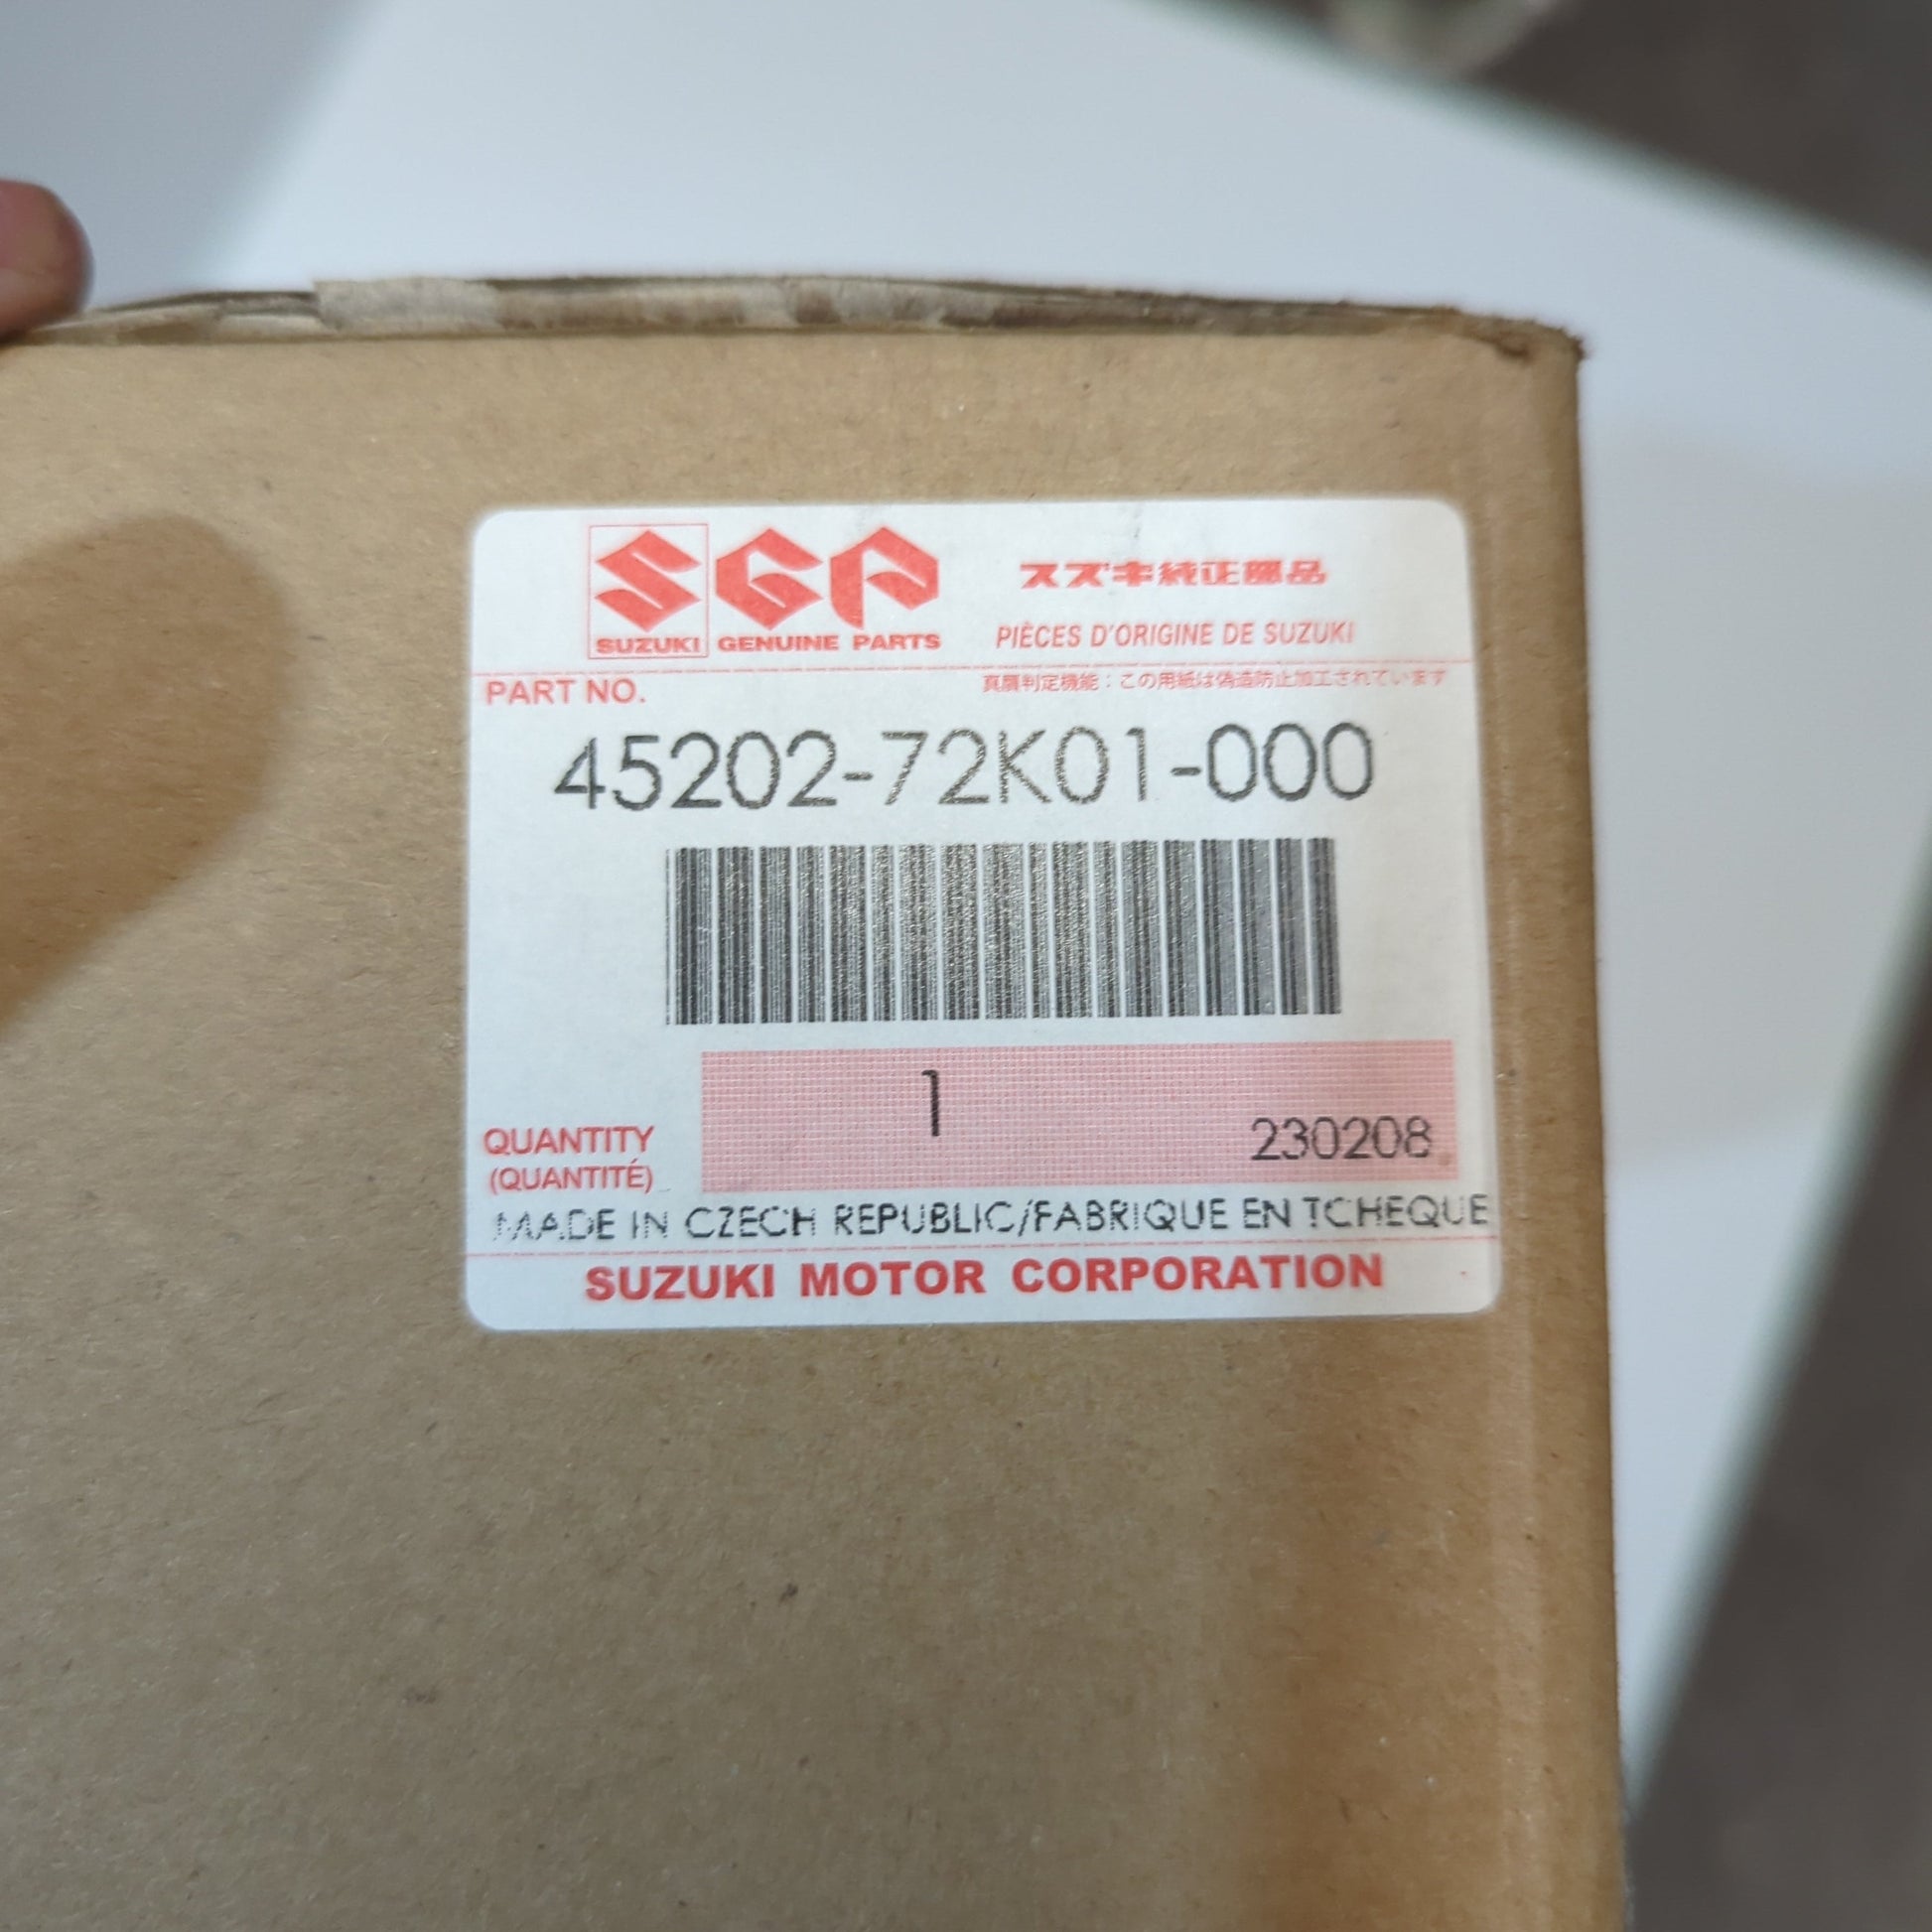 SGP
スズキ純正部品
SUZUKI GENUINE PARTS
PIÈCES D'ORIGINE DE SUZUKI
PART NO.
真贋判定機能：この用紙は偽造防止加工されています
45202-72K01-000
1
230208
QUANTITY
(QUANTITÉ)
MADE IN CZECH REPUBLIC/FABRIQUE EN TCHEQUE
SUZUKI MOTOR CORPORATION